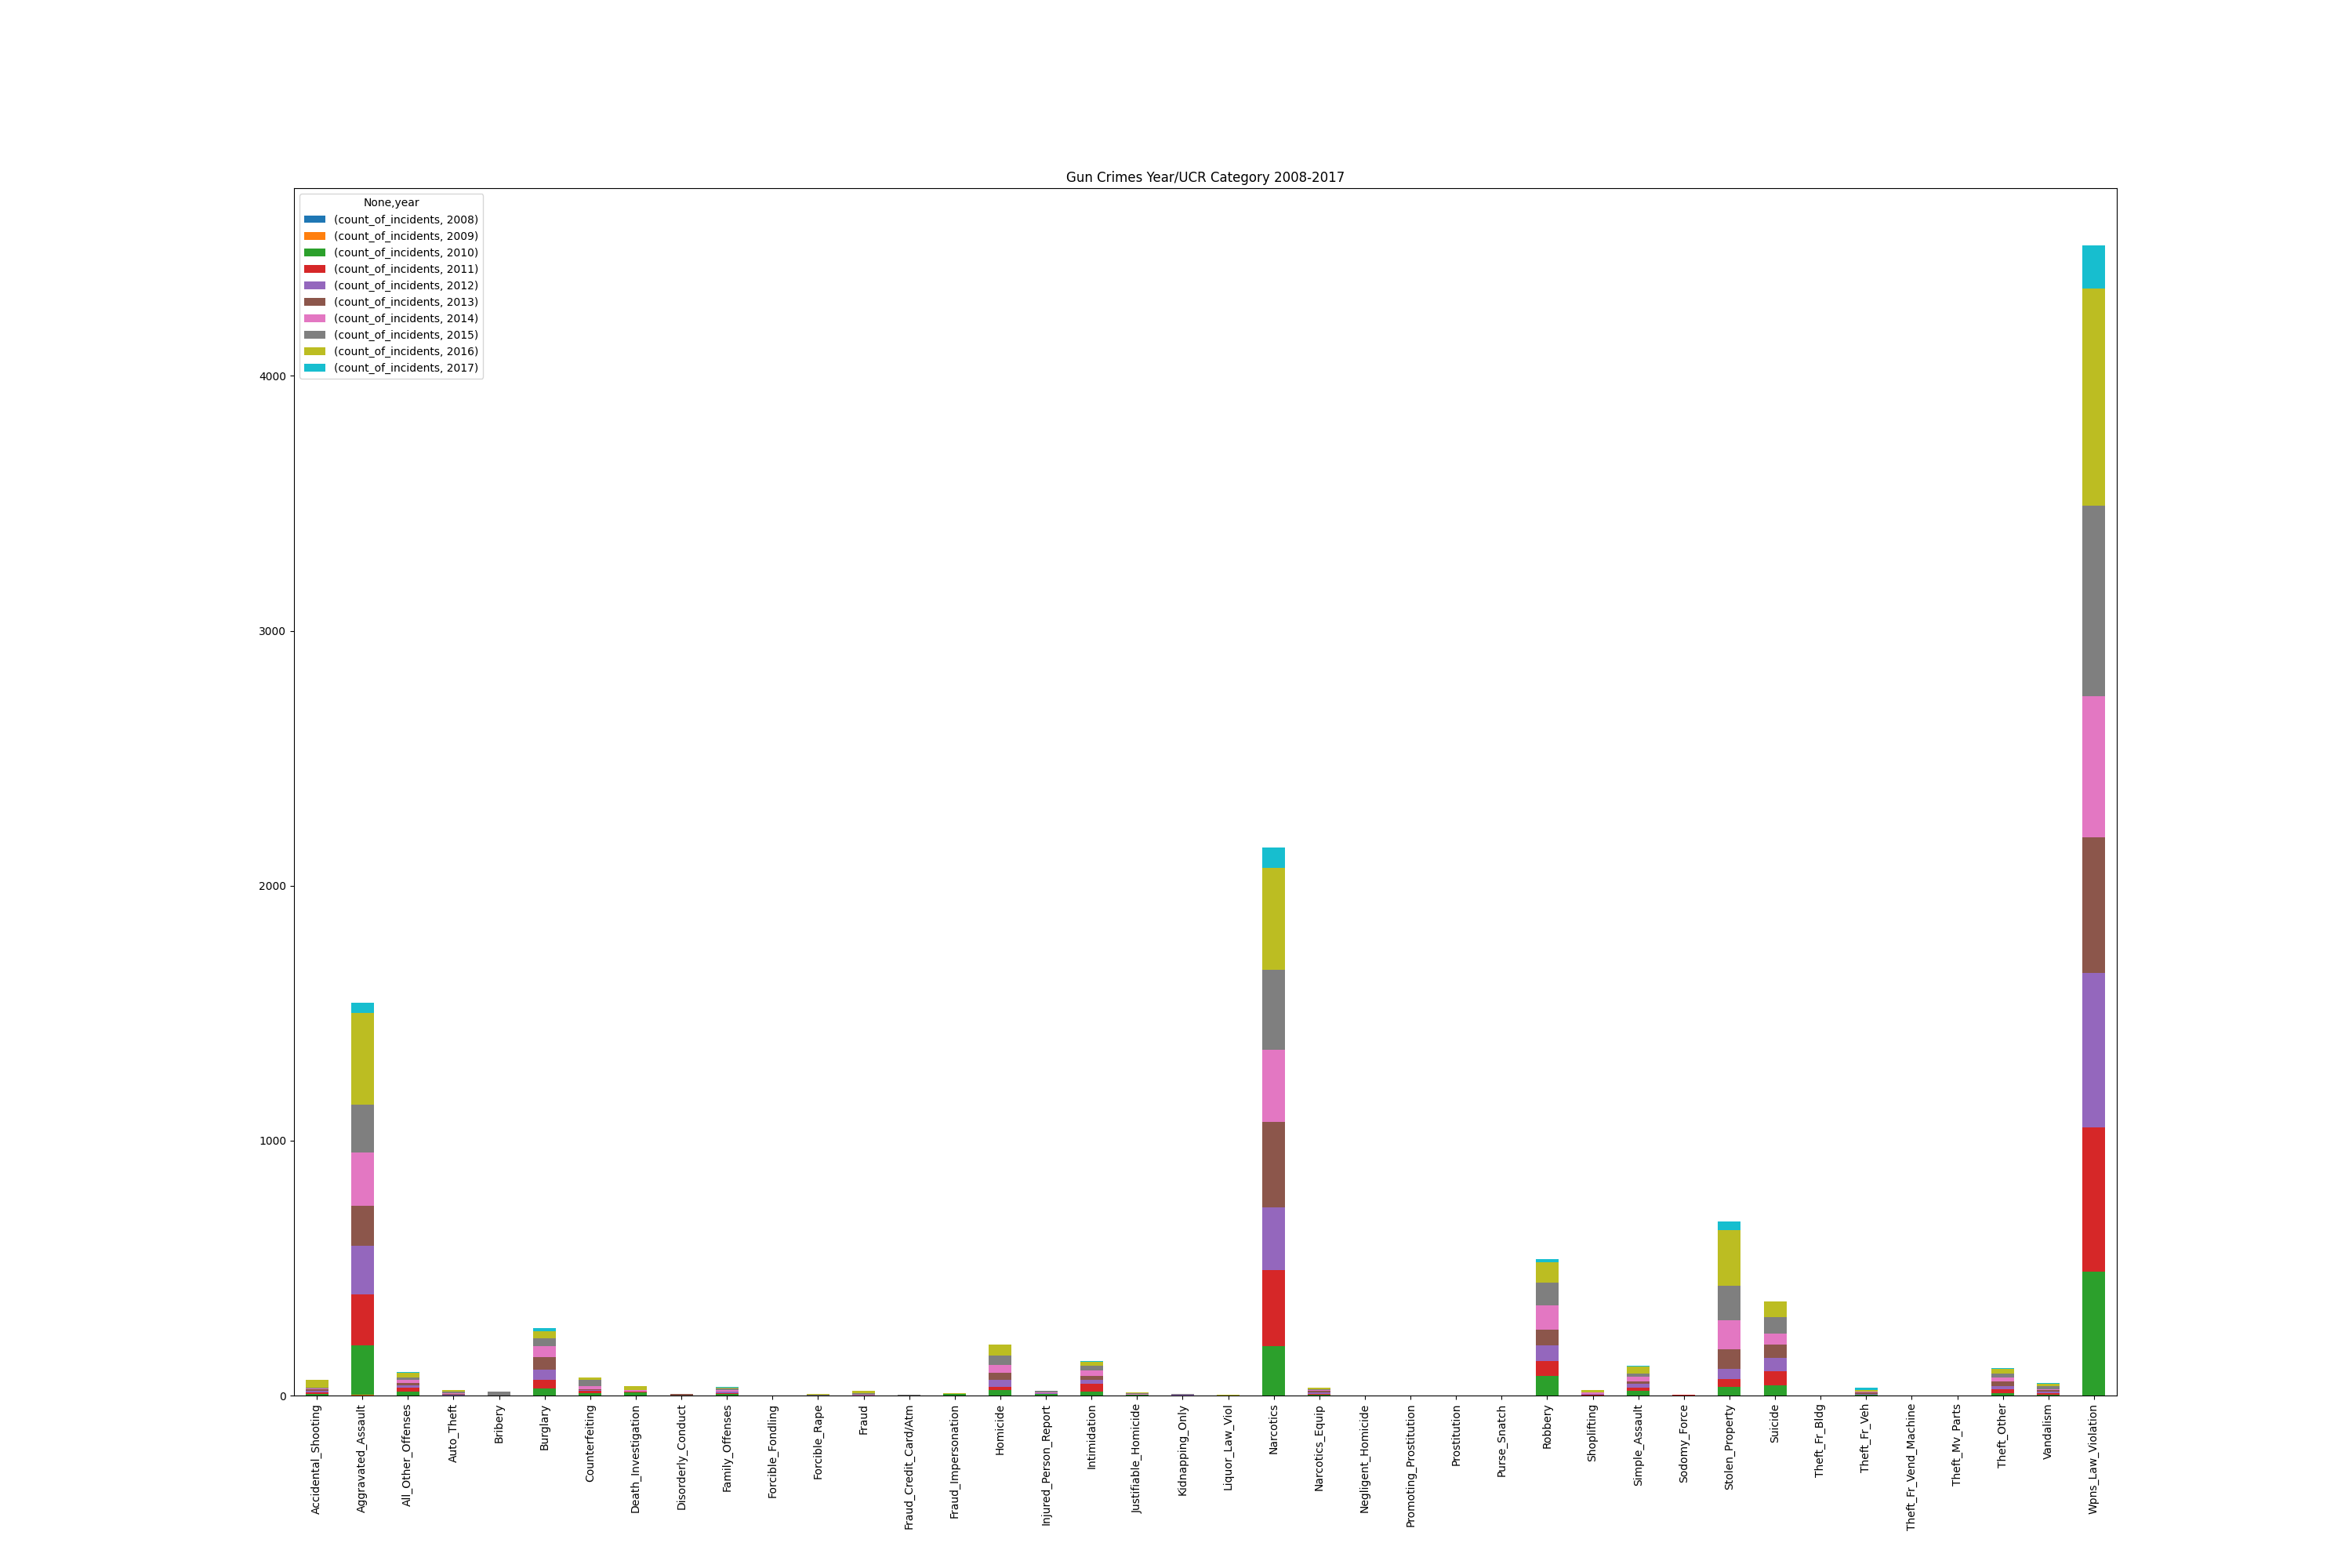 Gun Crimes Year/UCR Category 2008-2017
None,year
(count_of_incidents, 2008)
(count_of_incidents, 2009)
(count_of_incidents, 2010)
(count_of_incidents, 2011)
(count_of_incidents, 2012)
(count_of_incidents, 2013)
(count_of_incidents, 2014)
(count_of_incidents, 2015)
(count_of_incidents, 2016)
(count_of_incidents, 2017)
4000
3000
2000
1000
0
Accidental_Shooting
Aggravated_Assault
All_Other_Offenses
Auto_Theft
Bribery
Burglary
Counterfeiting
Death_Investigation
Disorderly_Conduct
Family_Offenses
Forcible_Fondling
Forcible_Rape
Fraud
Fraud_Credit_Card/Atm
Fraud_Impersonation
Homicide
Injured_Person_Report
Intimidation
Justifiable_Homicide
Kidnapping_Only
Liquor_Law_Viol
Narcotics
Narcotics_Equip
Negligent_Homicide
Promoting_Prostitution
Prostitution
Purse_Snatch
Robbery
Shoplifting
Simple_Assault
Sodomy_Force
Stolen_Property
Suicide
Theft_Fr_Bldg
Theft_Fr_Veh
Theft_Fr_Vend_Machine
Theft_Mv_Parts
Theft_Other
Vandalism
Wpns_Law_Violation